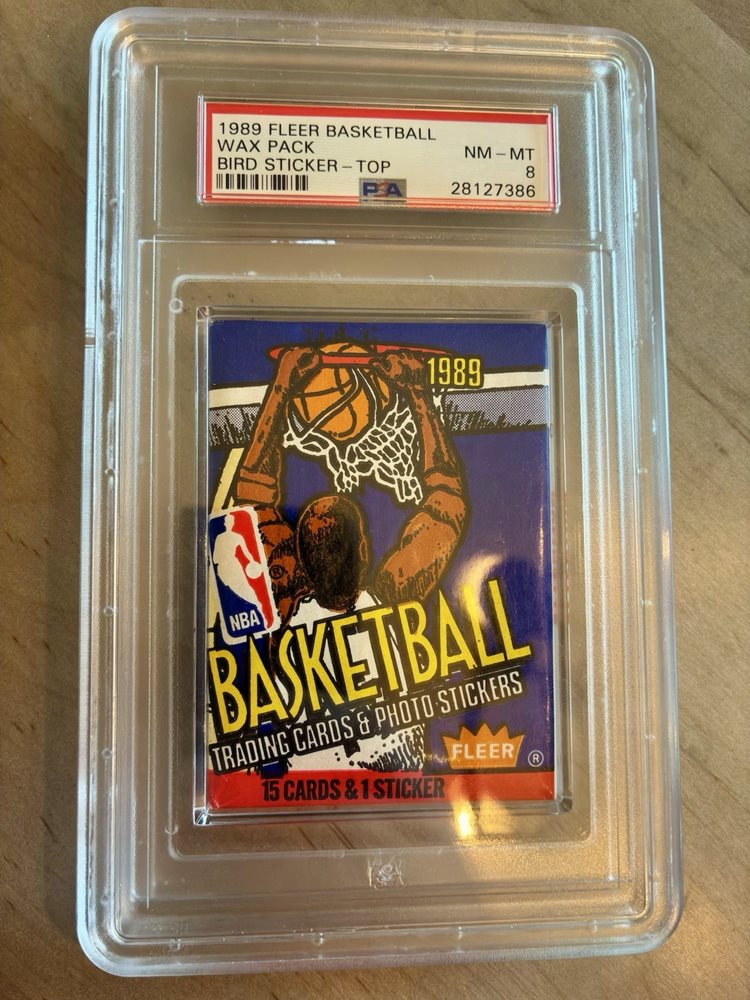 1989 FLEER BASKETBALL
WAX PACK NM – MT
BIRD STICKER – TOP 8
PSA 28127386
1989
®
NBA
BASKETBALL
TRADING CARDS & PHOTO STICKERS
FLEER ®
15 CARDS & 1 STICKER